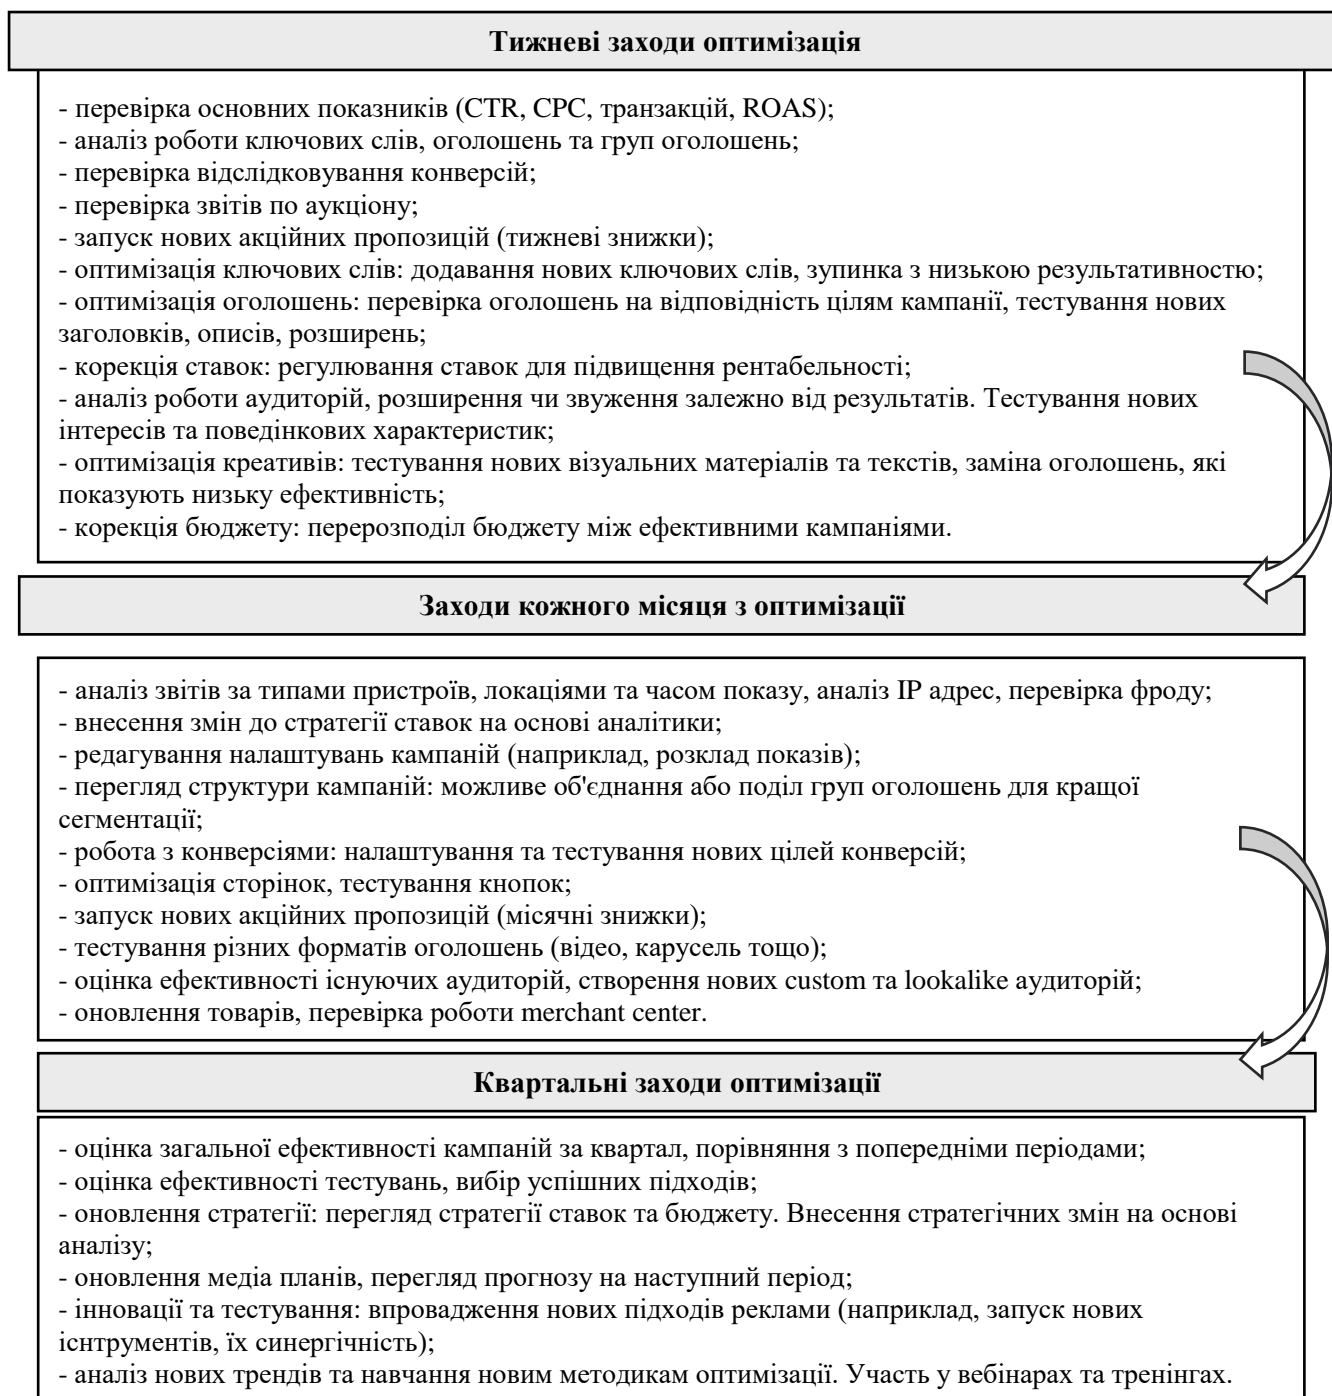 Тижневі заходи оптимізація
- перевірка основних показників (CTR, CPC, транзакцій, ROAS);
- аналіз роботи ключових слів, оголошень та груп оголошень;
- перевірка відслідковування конверсій;
- перевірка звітів по аукціону;
- запуск нових акційних пропозицій (тижневі знижки);
- оптимізація ключових слів: додавання нових ключових слів, зупинка з низькою результативністю;
- оптимізація оголошень: перевірка оголошень на відповідність цілям кампанії, тестування нових
заголовків, описів, розширень;
- корекція ставок: регулювання ставок для підвищення рентабельності;
- аналіз роботи аудиторій, розширення чи звуження залежно від результатів. Тестування нових
інтересів та поведінкових характеристик;
- оптимізація креативів: тестування нових візуальних матеріалів та текстів, заміна оголошень, які
показують низьку ефективність;
- корекція бюджету: перерозподіл бюджету між ефективними кампаніями.
Заходи кожного місяця з оптимізації
- аналіз звітів за типами пристроїв, локаціями та часом показу, аналіз IP адрес, перевірка фроду;
- внесення змін до стратегії ставок на основі аналітики;
- редагування налаштувань кампаній (наприклад, розклад показів);
- перегляд структури кампаній: можливе об'єднання або поділ груп оголошень для кращої
сегментації;
- робота з конверсіями: налаштування та тестування нових цілей конверсій;
- оптимізація сторінок, тестування кнопок;
- запуск нових акційних пропозицій (місячні знижки);
- тестування різних форматів оголошень (відео, карусель тощо);
- оцінка ефективності існуючих аудиторій, створення нових custom та lookalike аудиторій;
- оновлення товарів, перевірка роботи merchant center.
Квартальні заходи оптимізації
- оцінка загальної ефективності кампаній за квартал, порівняння з попередніми періодами;
- оцінка ефективності тестувань, вибір успішних підходів;
- оновлення стратегії: перегляд стратегії ставок та бюджету. Внесення стратегічних змін на основі
аналізу;
- оновлення медіа планів, перегляд прогнозу на наступний період;
- інновації та тестування: впровадження нових підходів реклами (наприклад, запуск нових
існтрументів, їх синергічність);
- аналіз нових трендів та навчання новим методикам оптимізації. Участь у вебінарах та тренінгах.